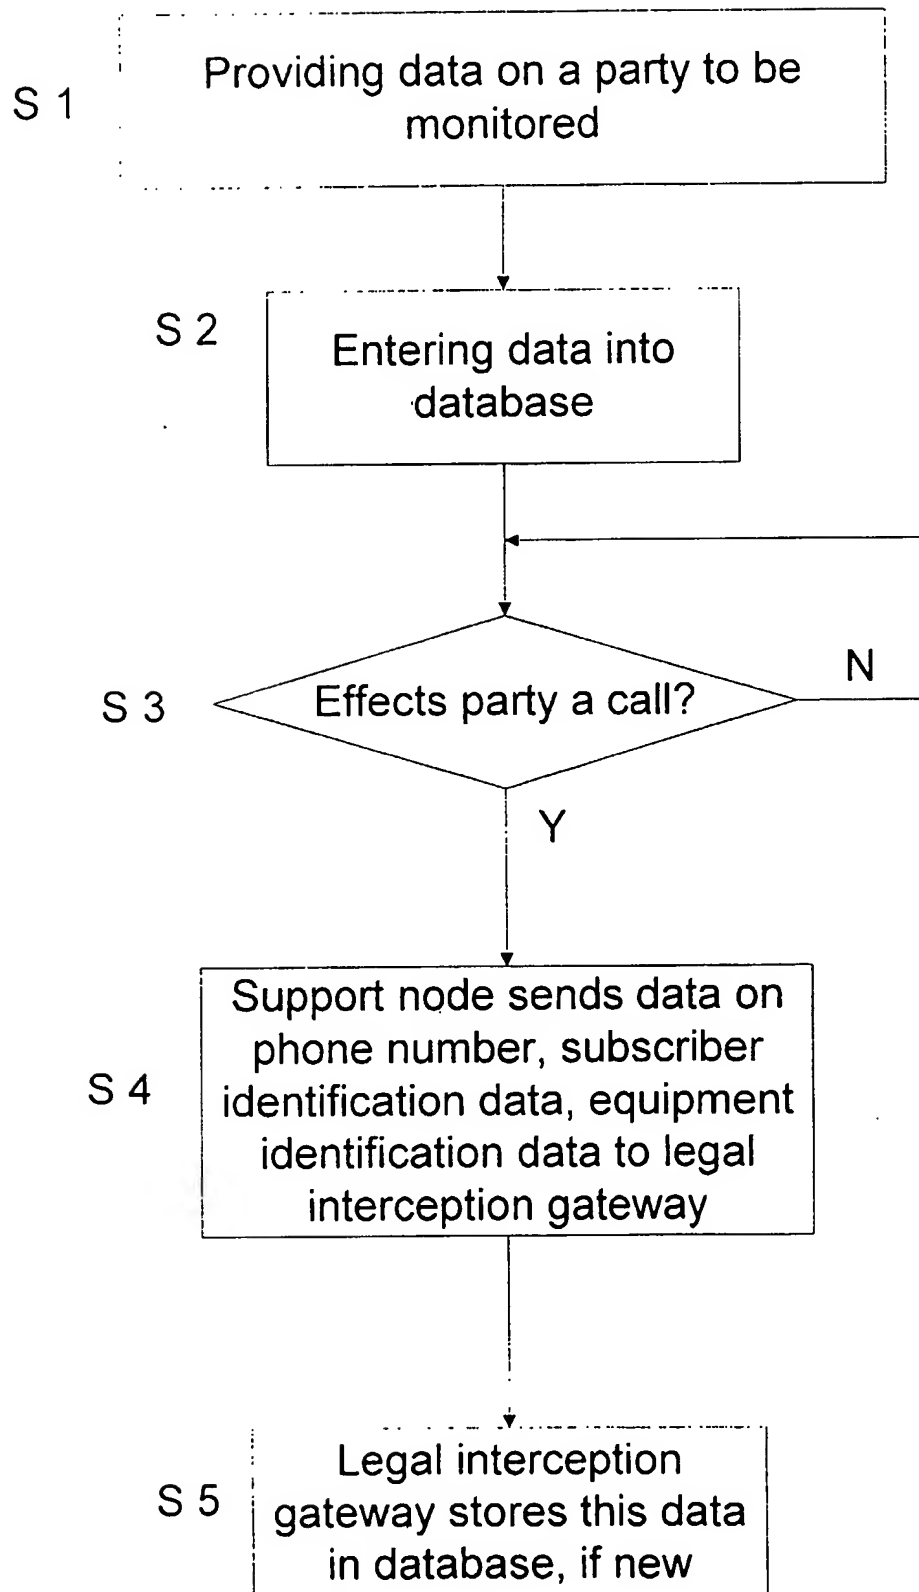 S 1
Providing data on a party to be
monitored
S 2
Entering data into
database
S 3
Effects party a call?
N
Y
S 4
Support node sends data on
phone number, subscriber
identification data, equipment
identification data to legal
interception gateway
S 5
Legal interception
gateway stores this data
in database, if new